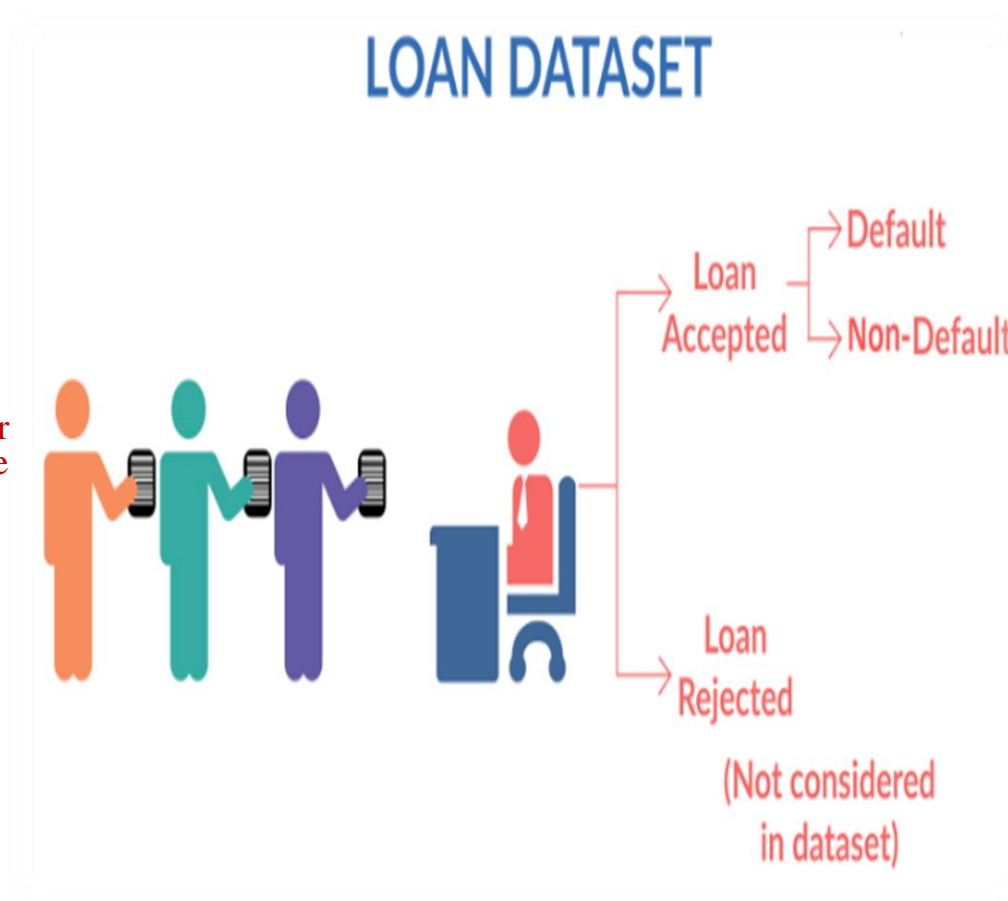 LOAN DATASET
Default
Loan
Accepted
Non-Default
r
e
Loan
Rejected
(Not considered
in dataset)